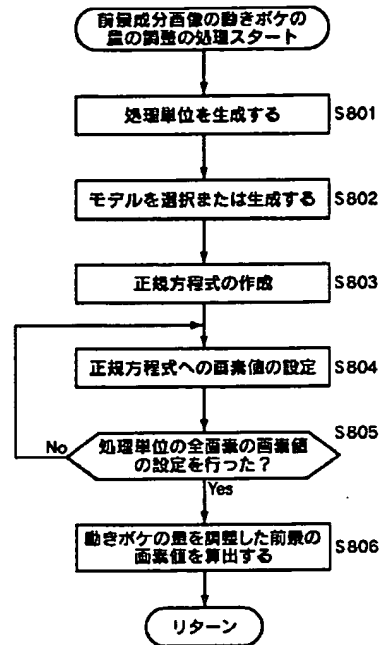 前景成分画像の動きボケの
量の調整の処理スタート
処理単位を生成する
S801
モデルを選択または生成する
S802
正規方程式の作成
S803
正規方程式への画素値の設定
S804
処理単位の全画素の画素値
の設定を行った?
S805
No
Yes
動きボケの量を調整した前景の
画素値を算出する
S806
リターン